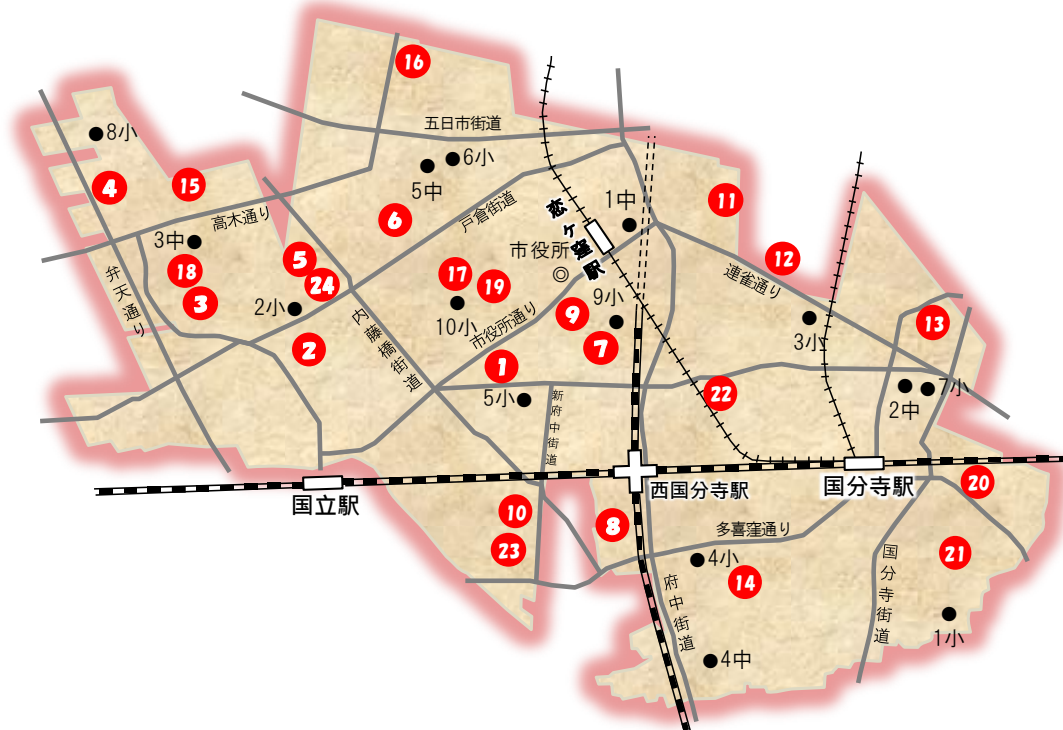 16
五日市街道
8小
6小
5中
4
15
高木通り
6
戸倉街道
恋ヶ窪駅
1中
11
3中
市役所
12
連雀通り
弁天通り
18
5
24
3
17
19
2小
10小
市役所通り
9
9小
7
3小
13
2
内藤橋街道
1
5小
新府中街道
22
2中
7小
国立駅
西国分寺駅
国分寺駅
20
10
8
多喜窪通り
23
4小
14
国分寺街道
21
府中街道
1小
4中